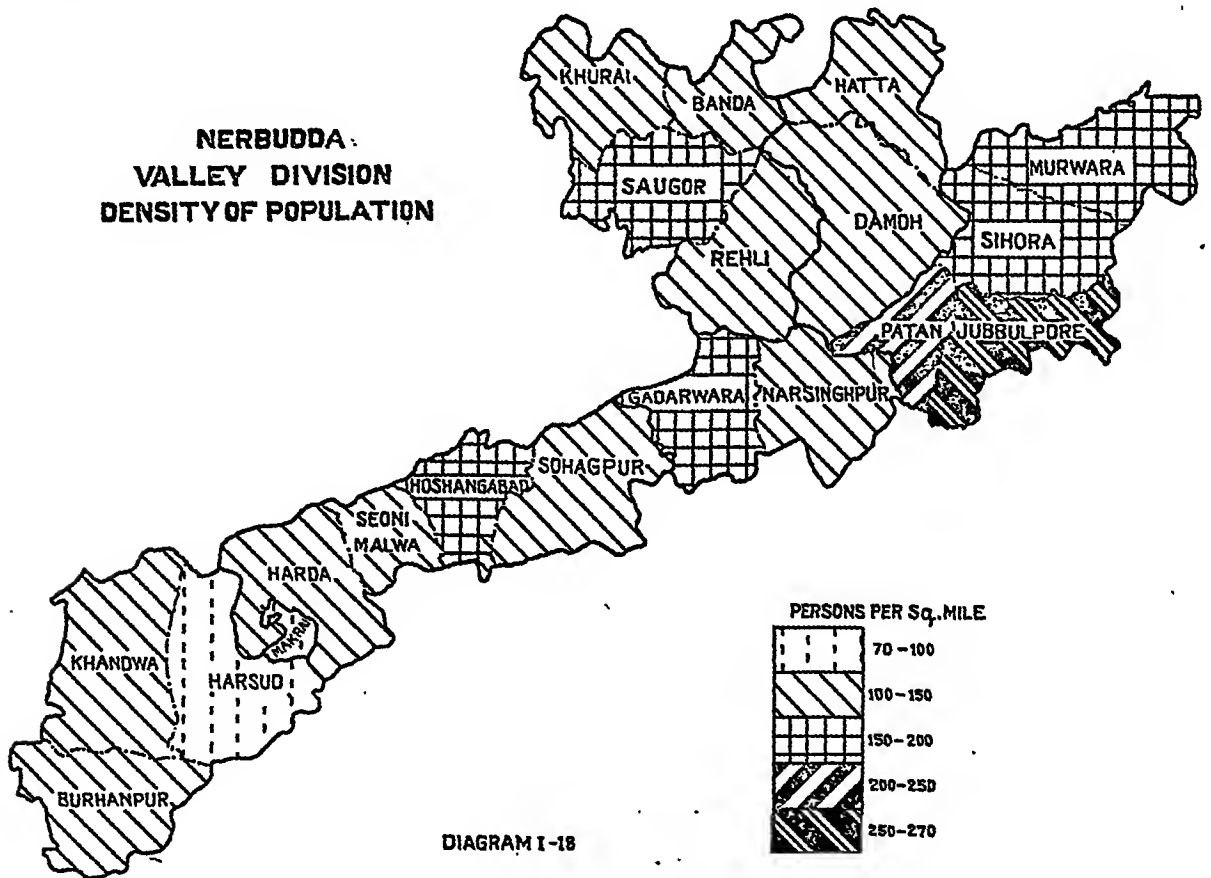 NERBUDDA
VALLEY DIVISION
DENSITY OF POPULATION
KHURAI
BANDA
HATTA
SAUGOR
MURWARA
DAMOH
SIHORA
REHLI
PATAN
JUBBULPORE
GADARWARA
NARSINGHPUR
SOHAGPUR
HOSHANGABAD
SEONI
MALWA
HARDA
MAKRAI
KHANDWA
HARSUD
BURHANPUR
PERSONS PER Sq. MILE
70-100
100-150
150-200
200-250
250-270
DIAGRAM I-18